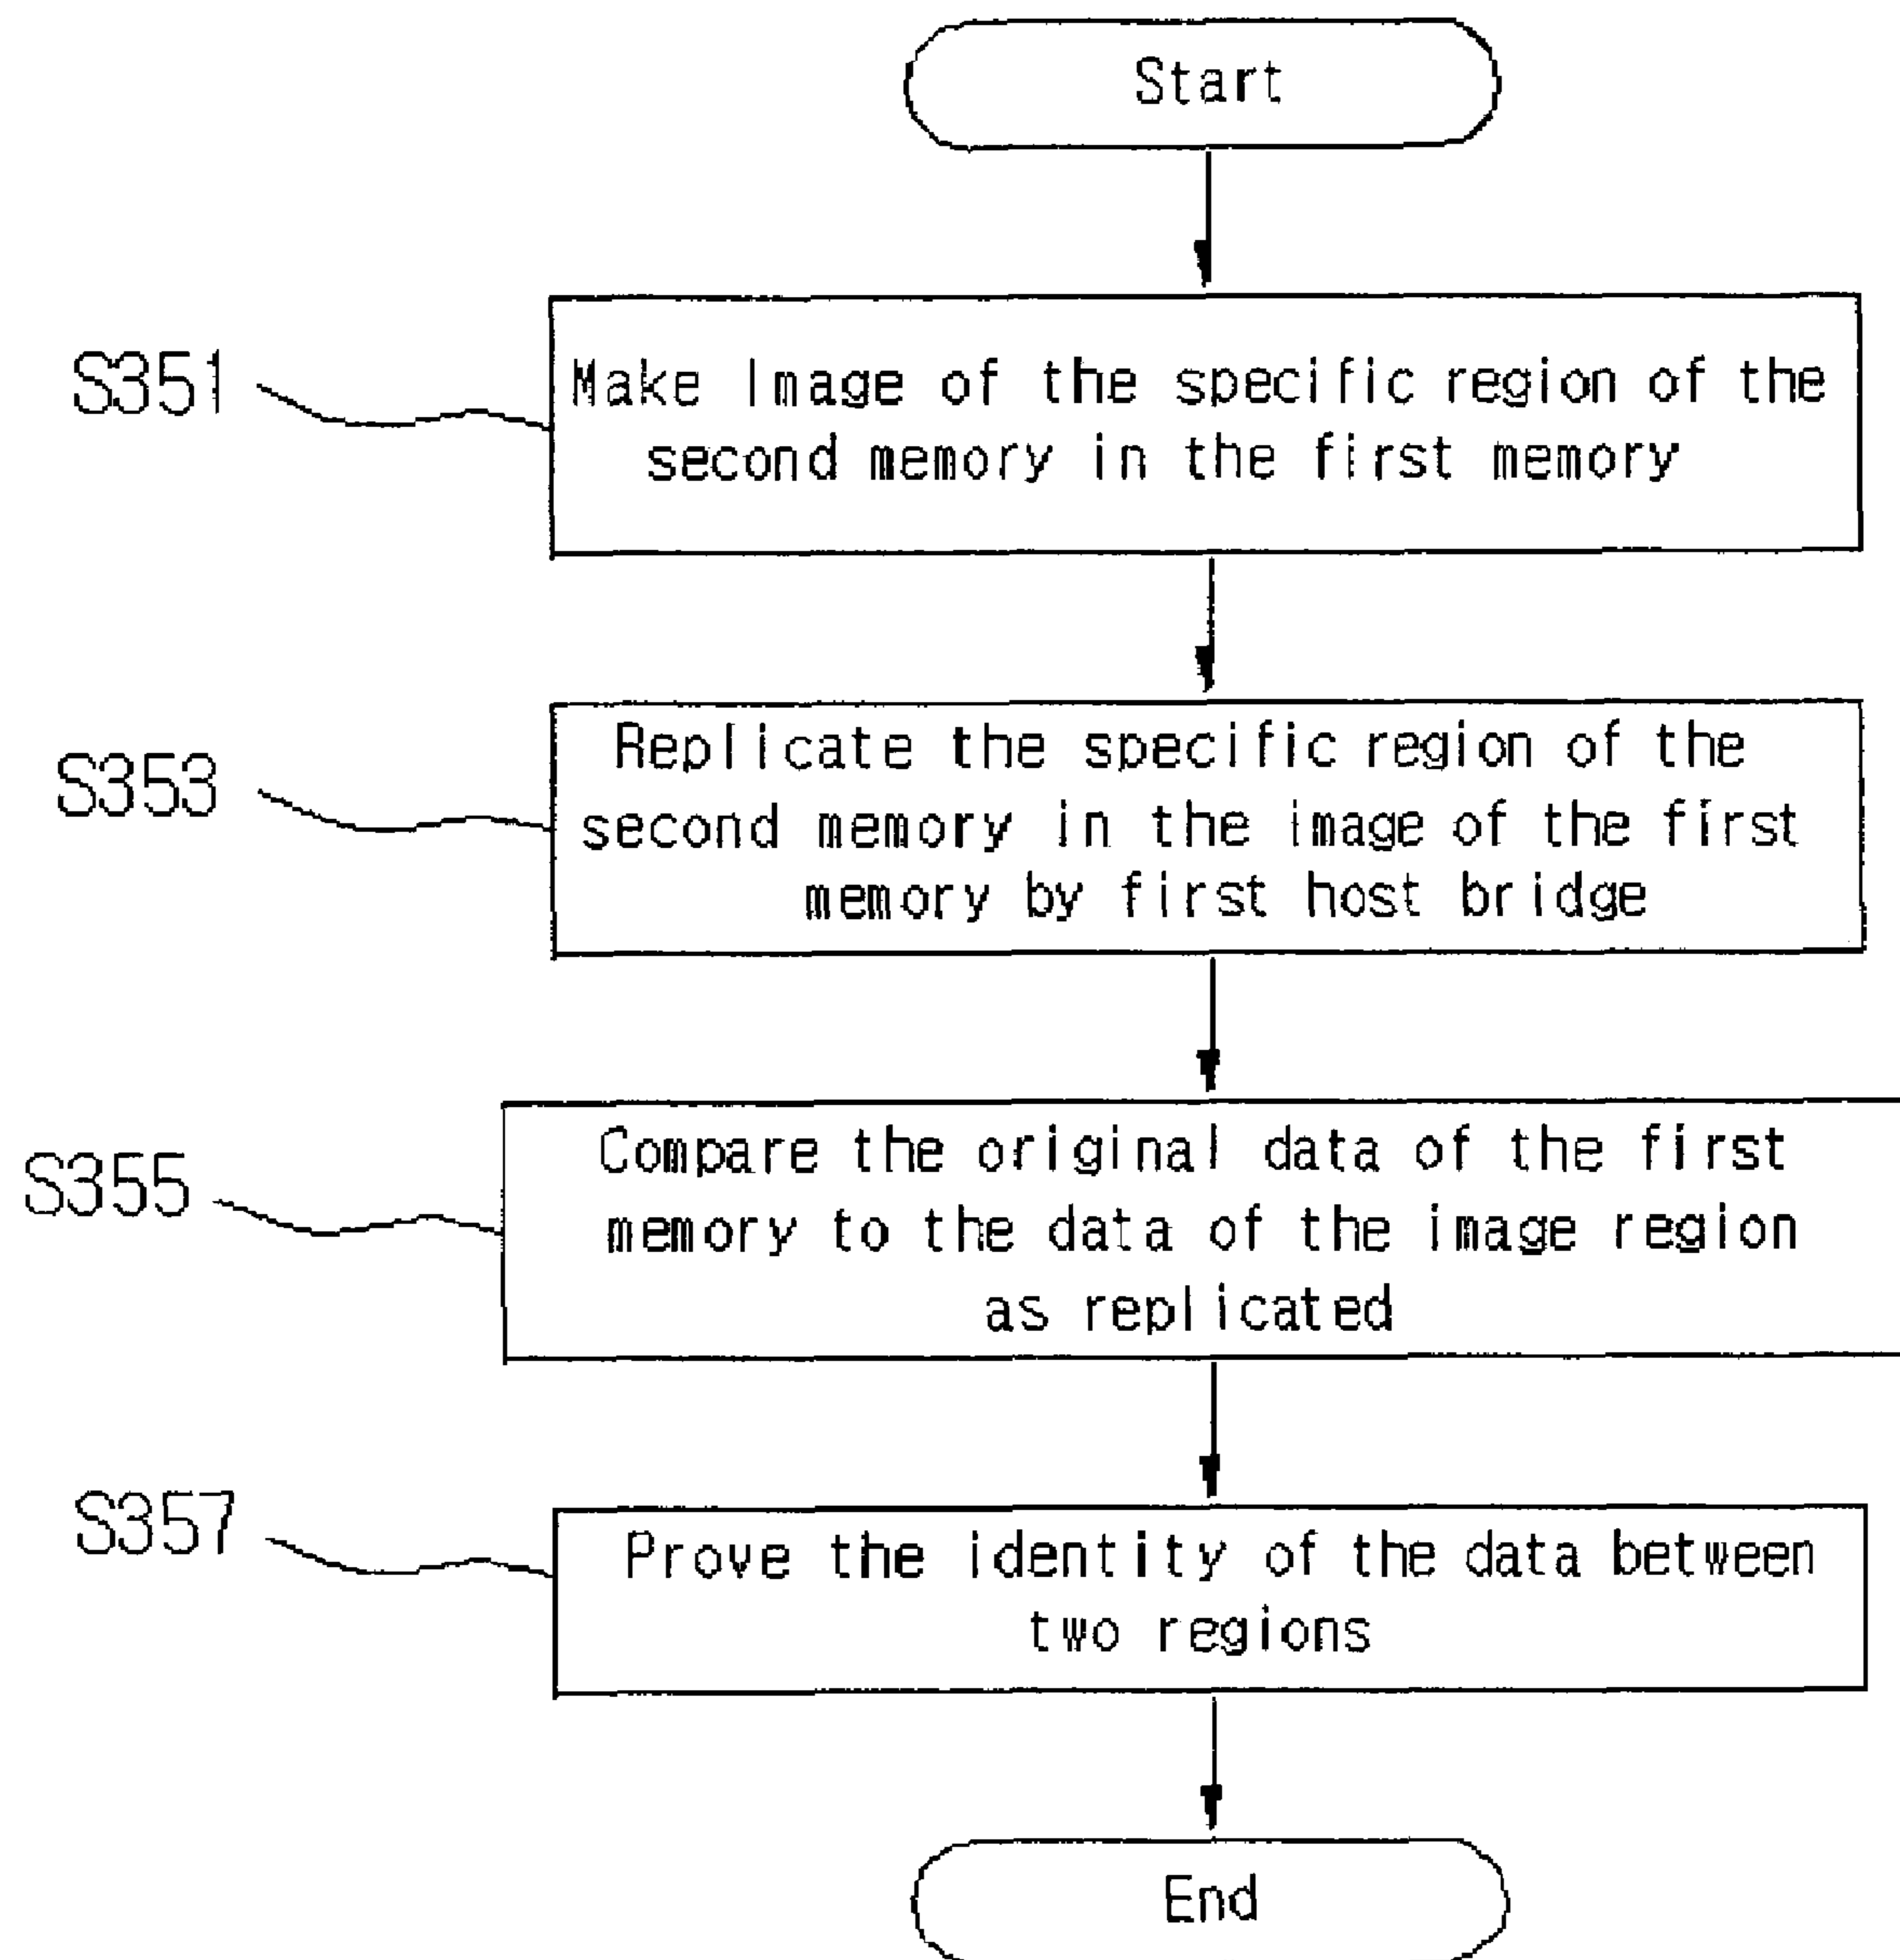 Start
S351
Make Image of the specific region of the
second memory in the first memory
S353
Replicate the specific region of the
second memory in the image of the first
memory by first host bridge
S355
Compare the original data of the first
memory to the data of the image region
as replicated
S357
Prove the identity of the data between
two regions
End